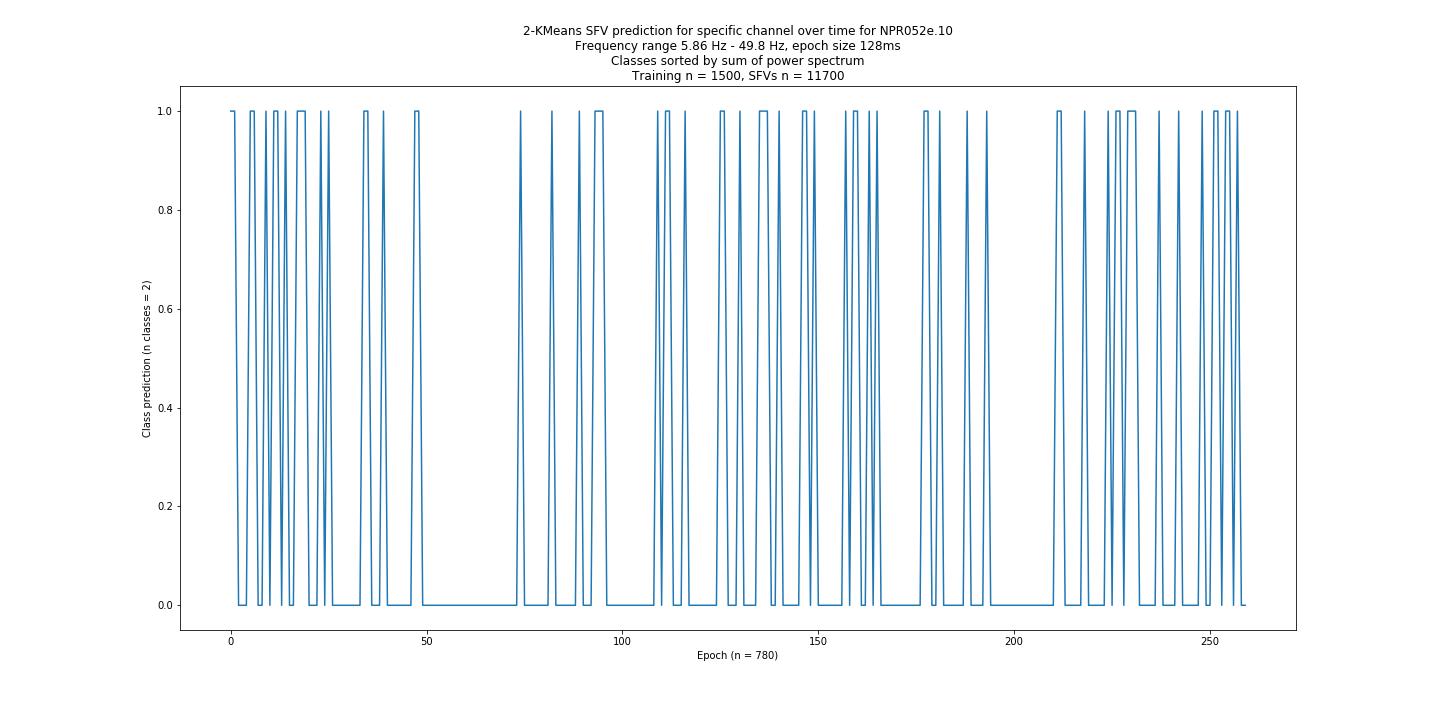 2-KMeans SFV prediction for specific channel over time for NPR052e.10
Frequency range 5.86 Hz - 49.8 Hz, epoch size 128ms
Classes sorted by sum of power spectrum
Training n = 1500, SFVs n = 11700
1.0
0.8
0.6
0.4
0.2
0.0
Class prediction (n classes = 2)
0 50 100 150 200 250
Epoch (n = 780)